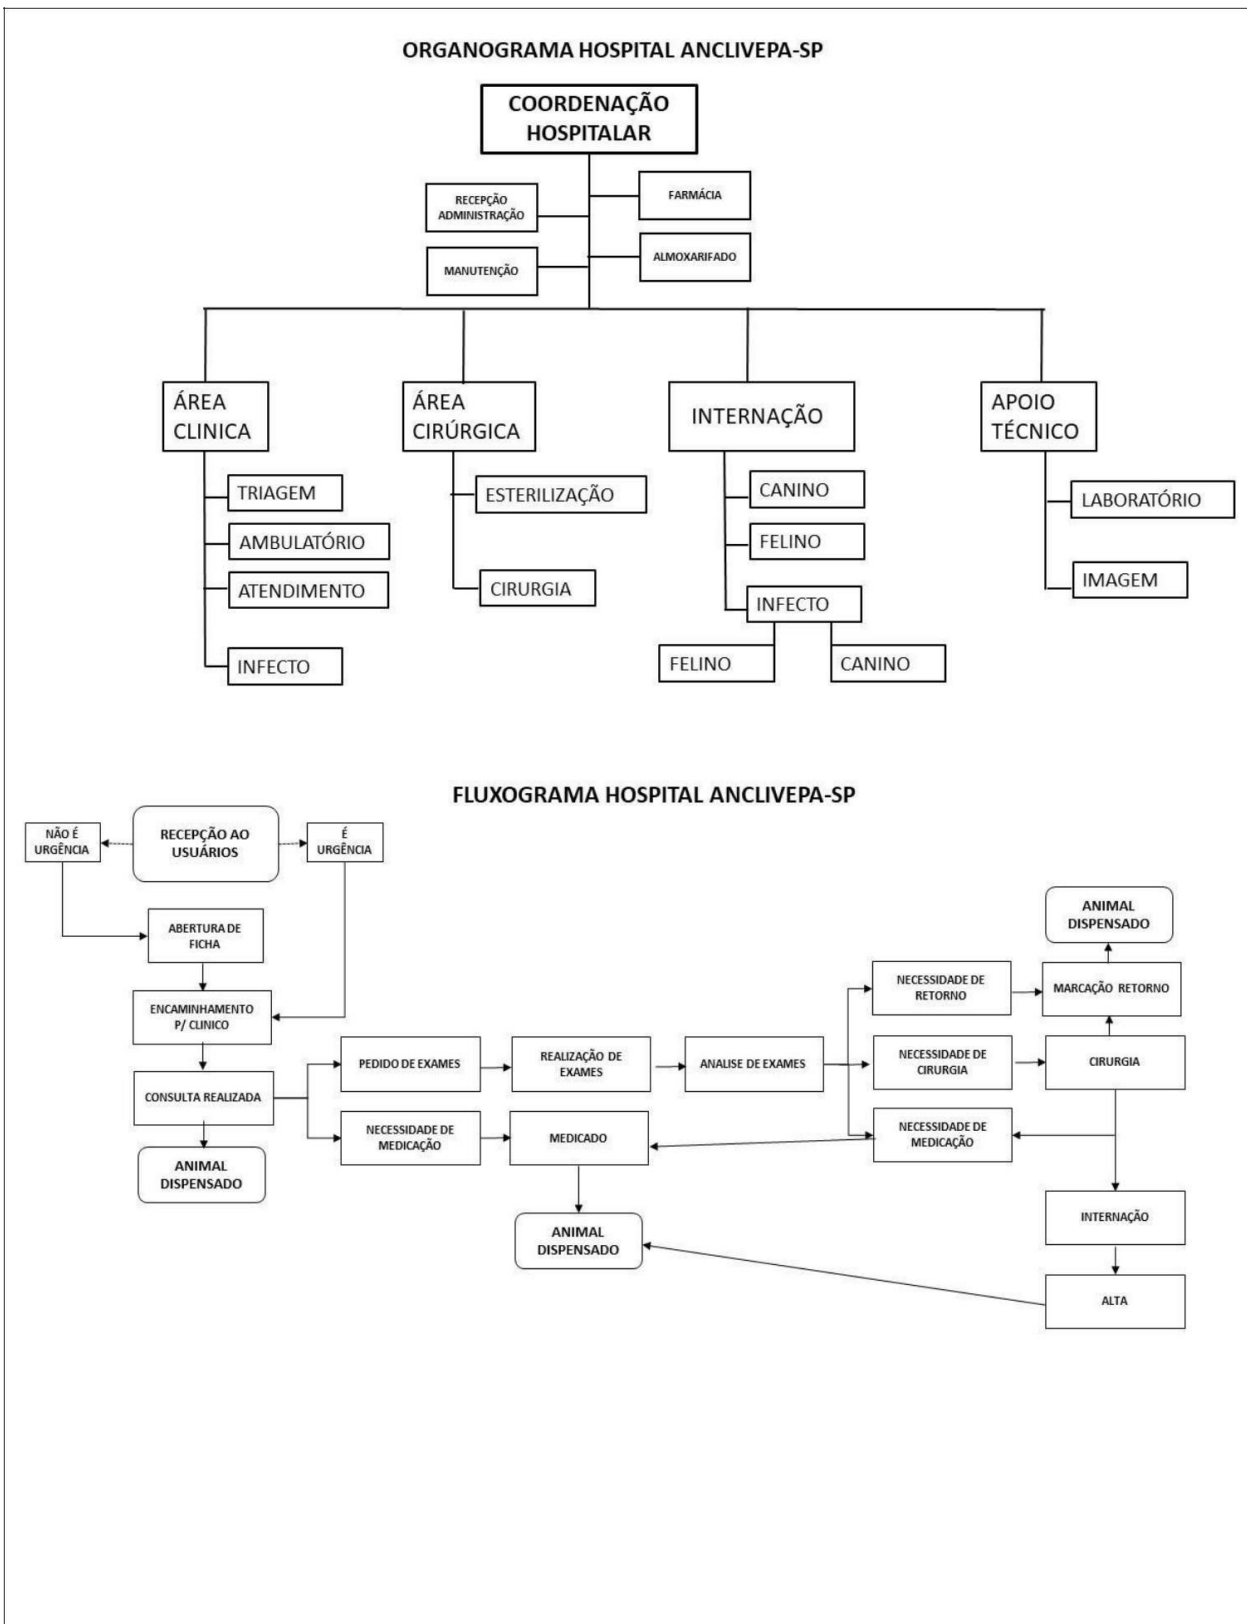 ORGANOGRAMA HOSPITAL ANCLIVEPA-SP
COORDENAÇÃO
HOSPITALAR
RECEPÇÃO
ADMINISTRAÇÃO
FARMÁCIA
MANUTENÇÃO
ALMOXARIFADO
ÁREA
CLINICA
ÁREA
CIRÚRGICA
INTERNAÇÃO
APOIO
TÉCNICO
TRIAGEM
AMBULATÓRIO
ATENDIMENTO
INFECTO
ESTERILIZAÇÃO
CIRURGIA
CANINO
FELINO
INFECTO
FELINO
CANINO
LABORATÓRIO
IMAGEM
FLUXOGRAMA HOSPITAL ANCLIVEPA-SP
NÃO É
URGÊNCIA
RECEPÇÃO AO
USUÁRIOS
É
URGÊNCIA
ABERTURA DE
FICHA
ENCAMINHAMENTO
P/ CLINICO
CONSULTA REALIZADA
ANIMAL
DISPENSADO
PEDIDO DE EXAMES
REALIZAÇÃO DE
EXAMES
ANALISE DE EXAMES
NECESSIDADE DE
MEDICAÇÃO
MEDICADO
ANIMAL
DISPENSADO
NECESSIDADE DE
RETORNO
MARCAÇÃO RETORNO
ANIMAL
DISPENSADO
NECESSIDADE DE
CIRURGIA
CIRURGIA
NECESSIDADE DE
MEDICAÇÃO
INTERNAÇÃO
ALTA